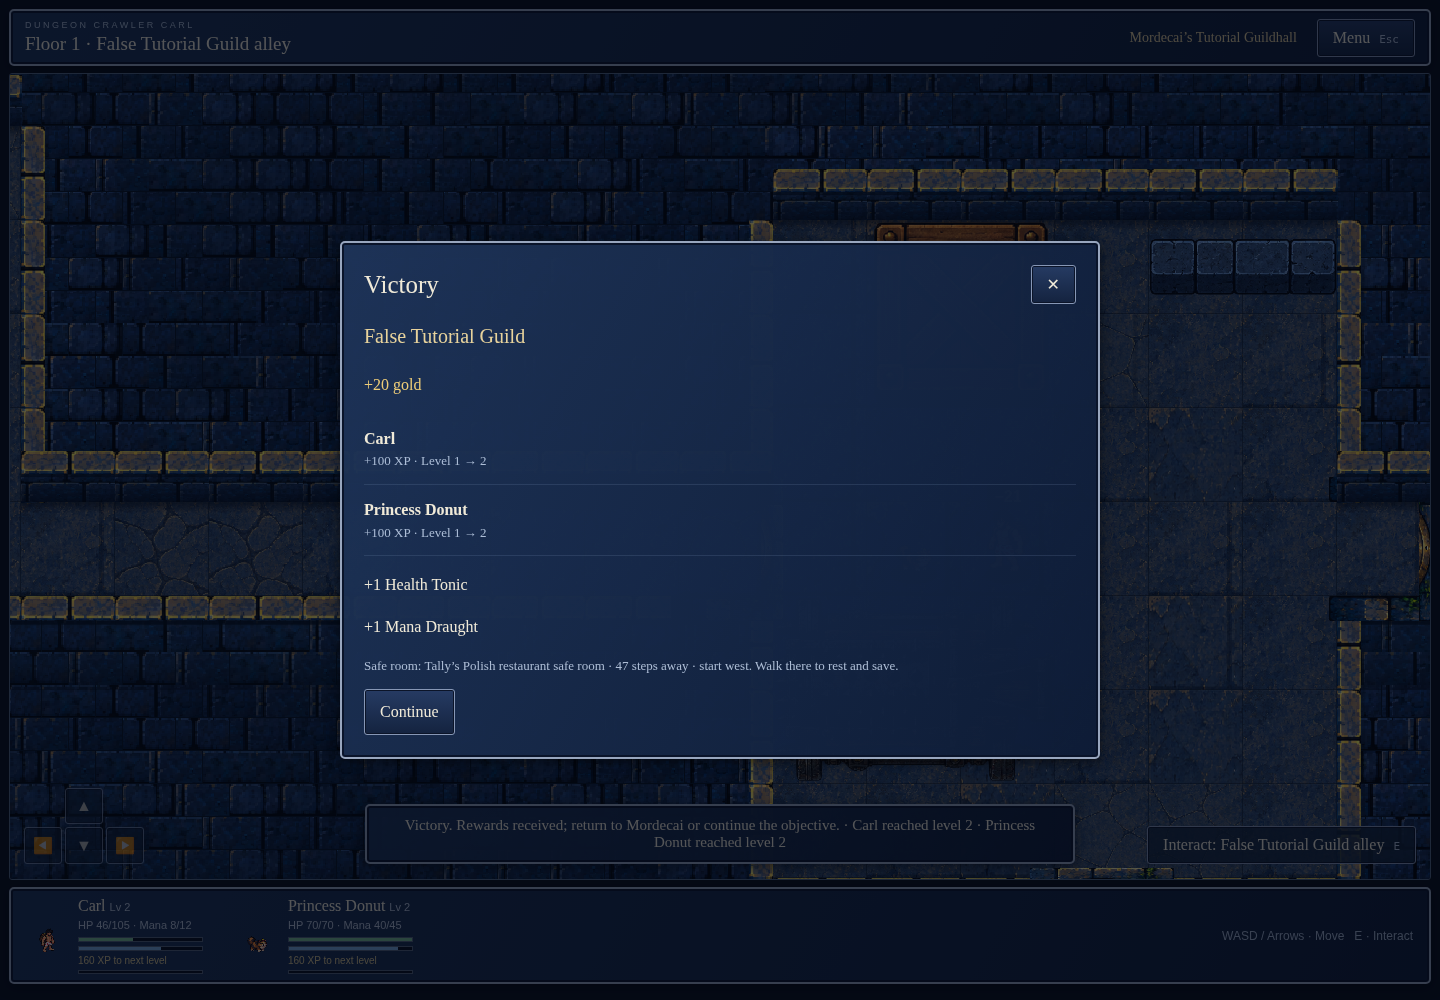 DUNGEON CRAWLER CARL
Floor 1 · False Tutorial Guild alley
Mordecai’s Tutorial Guildhall
Menu Esc
Victory
✕
False Tutorial Guild
+20 gold
Carl
+100 XP · Level 1 → 2
Princess Donut
+100 XP · Level 1 → 2
+1 Health Tonic
+1 Mana Draught
Safe room: Tally’s Polish restaurant safe room · 47 steps away · start west. Walk there to rest and save.
Continue
Victory. Rewards received; return to Mordecai or continue the objective. · Carl reached level 2 · Princess
Donut reached level 2
Interact: False Tutorial Guild alley E
Carl Lv 2
HP 46/105 · Mana 8/12
160 XP to next level
Princess Donut Lv 2
HP 70/70 · Mana 40/45
160 XP to next level
WASD / Arrows · Move E · Interact